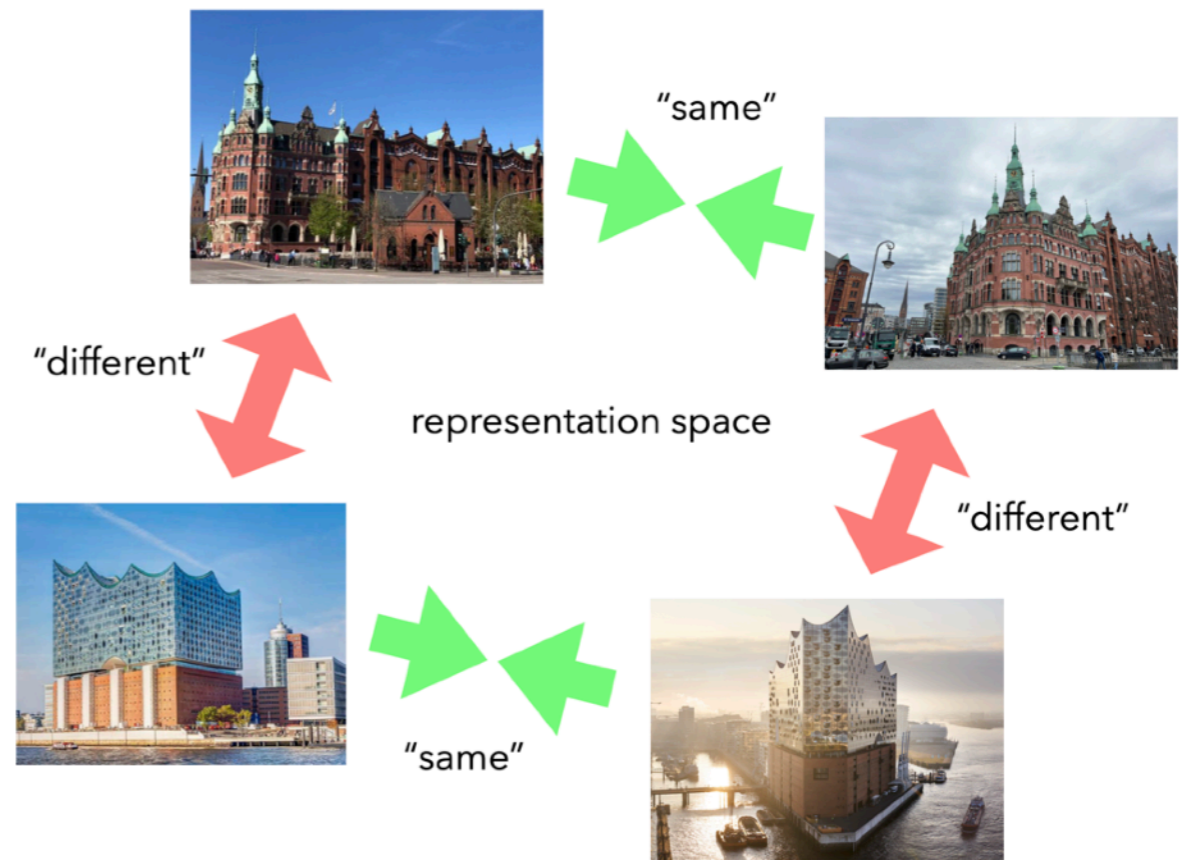 “same”
“different”
representation space
“different”
“same”